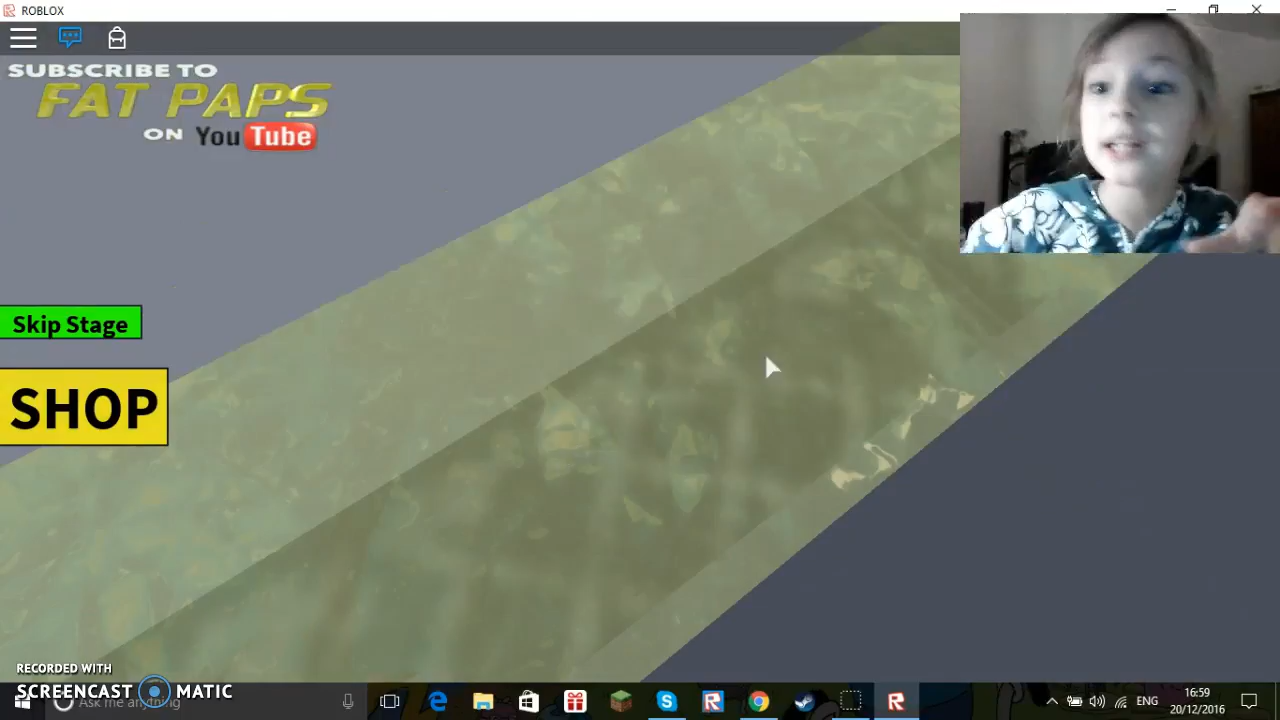 ROBLOX
SUBSCRIBE TO
FAT PAPS
ON YouTube
Skip Stage
SHOP
RECORDED WITH
SCREENCAST MATIC
Ask me anything
ENG
16:59
20/12/2016